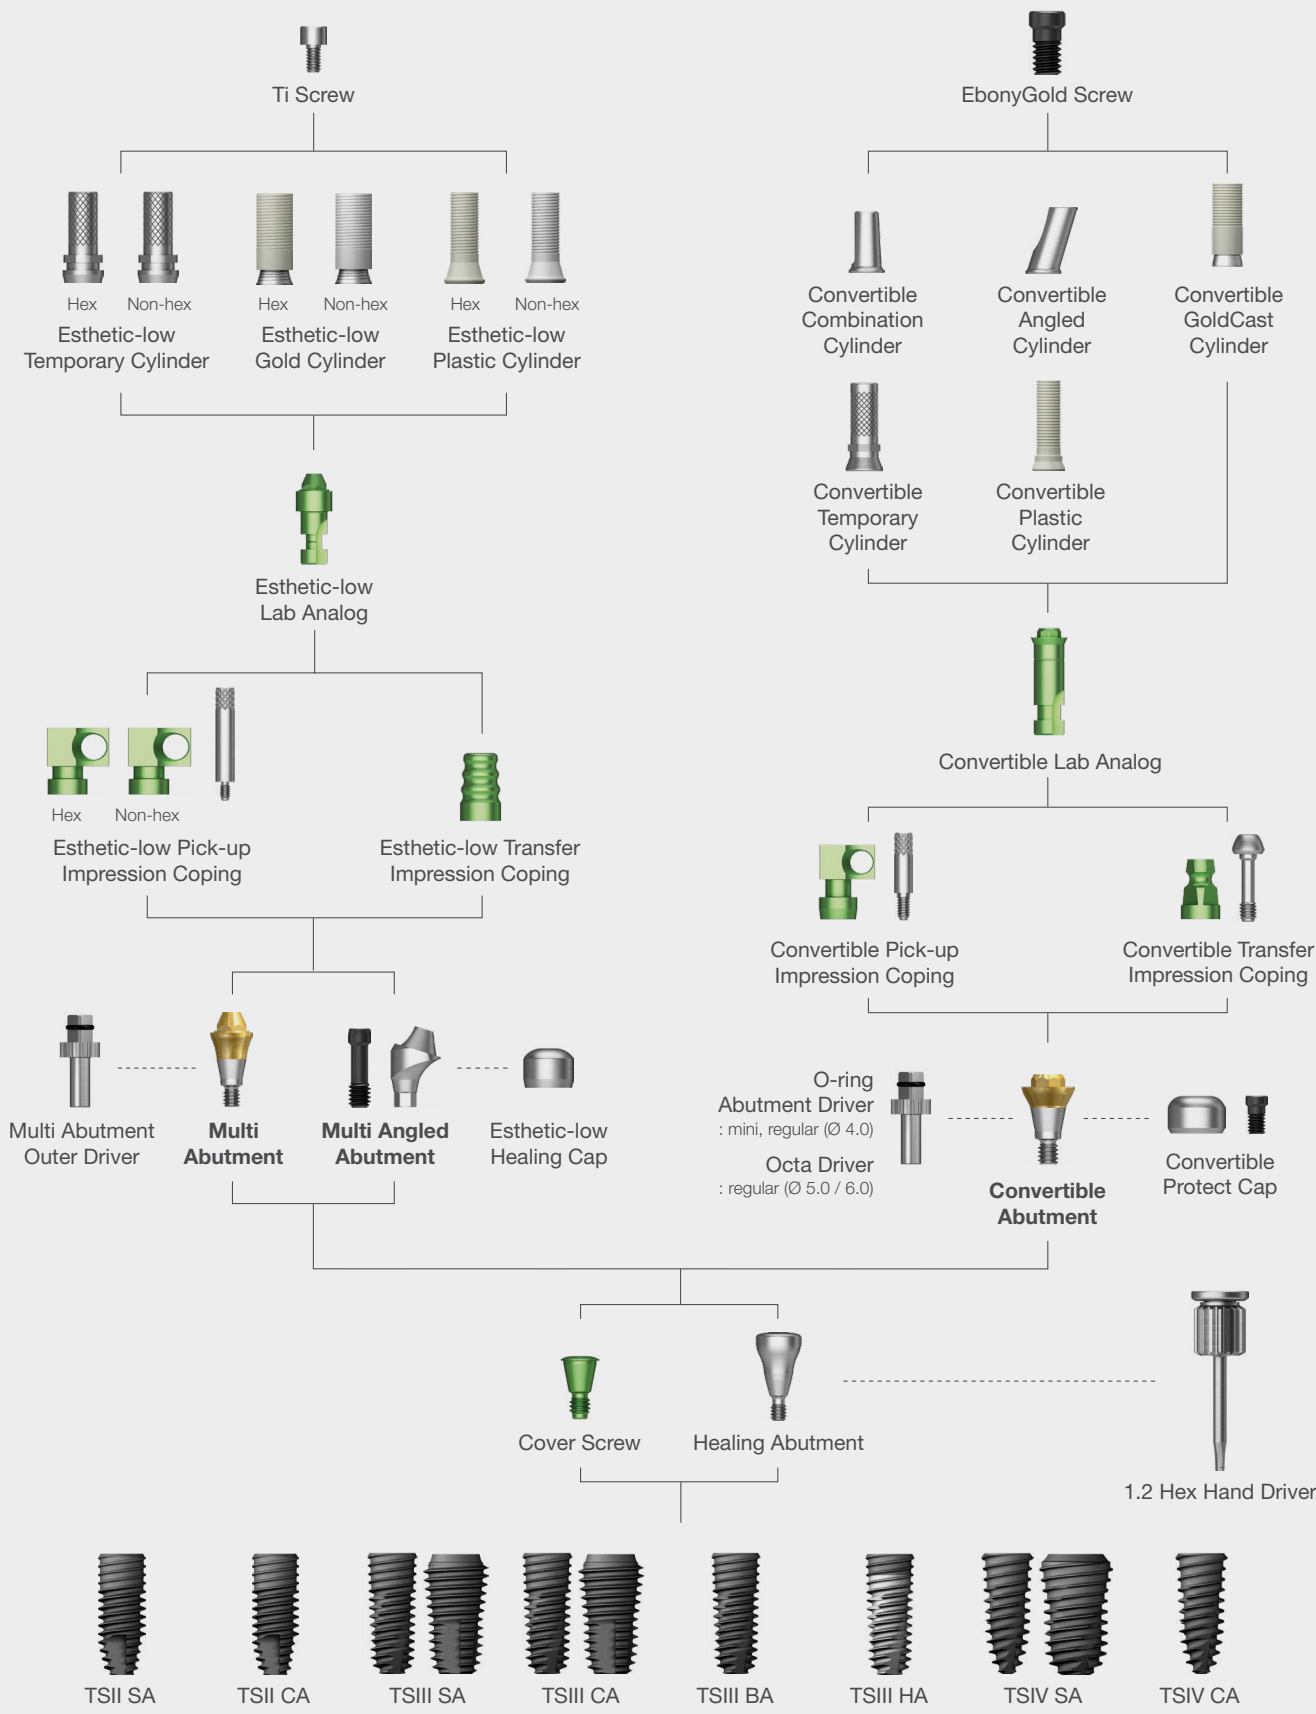 Ti Screw
EbonyGold Screw
Hex Non-hex
Esthetic-low
Temporary Cylinder
Hex Non-hex
Esthetic-low
Gold Cylinder
Hex Non-hex
Esthetic-low
Plastic Cylinder
Convertible
Combination
Cylinder
Convertible
Angled
Cylinder
Convertible
GoldCast
Cylinder
Convertible
Temporary
Cylinder
Convertible
Plastic
Cylinder
Esthetic-low
Lab Analog
Convertible Lab Analog
Hex Non-hex
Esthetic-low Pick-up
Impression Coping
Esthetic-low Transfer
Impression Coping
Convertible Pick-up
Impression Coping
Convertible Transfer
Impression Coping
Multi Abutment
Outer Driver
Multi
Abutment
Multi Angled
Abutment
Esthetic-low
Healing Cap
O-ring
Abutment Driver
: mini, regular (Ø 4.0)
Octa Driver
: regular (Ø 5.0 / 6.0)
Convertible
Abutment
Convertible
Protect Cap
Cover Screw
Healing Abutment
1.2 Hex Hand Driver
TSII SA
TSII CA
TSIII SA
TSIII CA
TSIII BA
TSIII HA
TSIV SA
TSIV CA